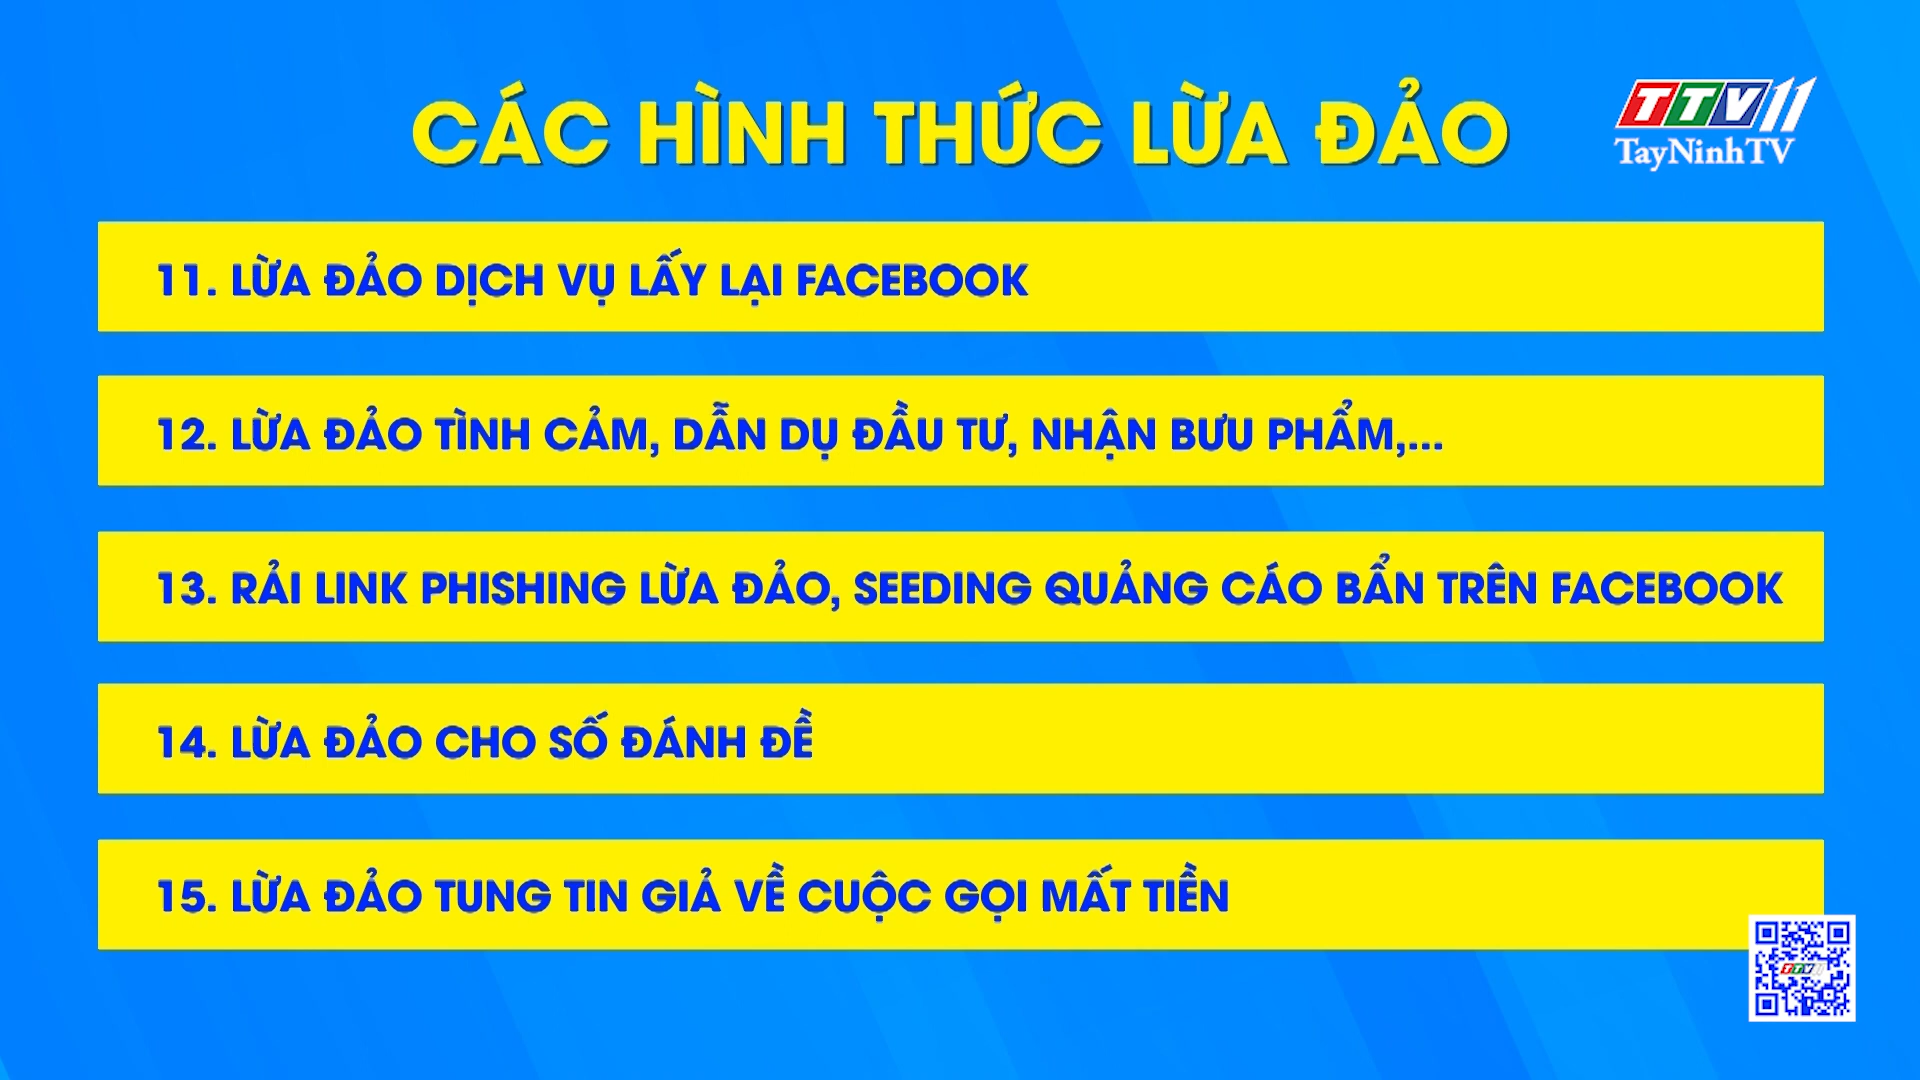 CÁC HÌNH THỨC LỪA ĐẢO
TTV11
TayNinhTV
11. LỪA ĐẢO DỊCH VỤ LẤY LẠI FACEBOOK
12. LỪA ĐẢO TÌNH CẢM, DẪN DỤ ĐẦU TƯ, NHẬN BƯU PHẨM,...
13. RẢI LINK PHISHING LỪA ĐẢO, SEEDING QUẢNG CÁO BẨN TRÊN FACEBOOK
14. LỪA ĐẢO CHO SỐ ĐÁNH ĐỀ
15. LỪA ĐẢO TUNG TIN GIẢ VỀ CUỘC GỌI MẤT TIỀN
TTV11